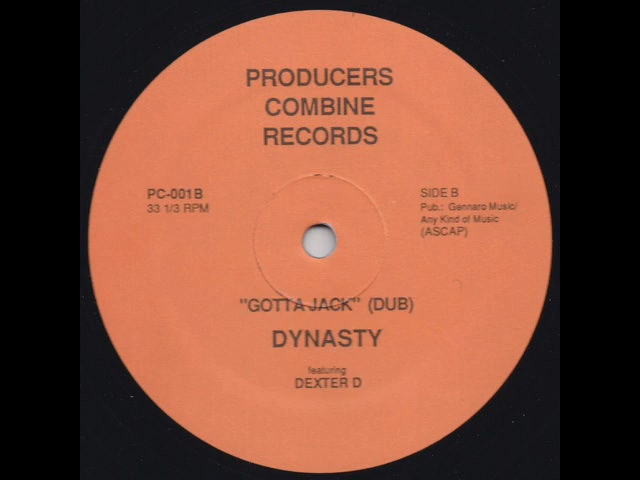 PRODUCERS
COMBINE
RECORDS
PC-001B
33 1/3 RPM
SIDE B
Pub.: Gennaro Music/
Any Kind of Music
(ASCAP)
"GOTTA JACK" (DUB)
DYNASTY
featuring
DEXTER D